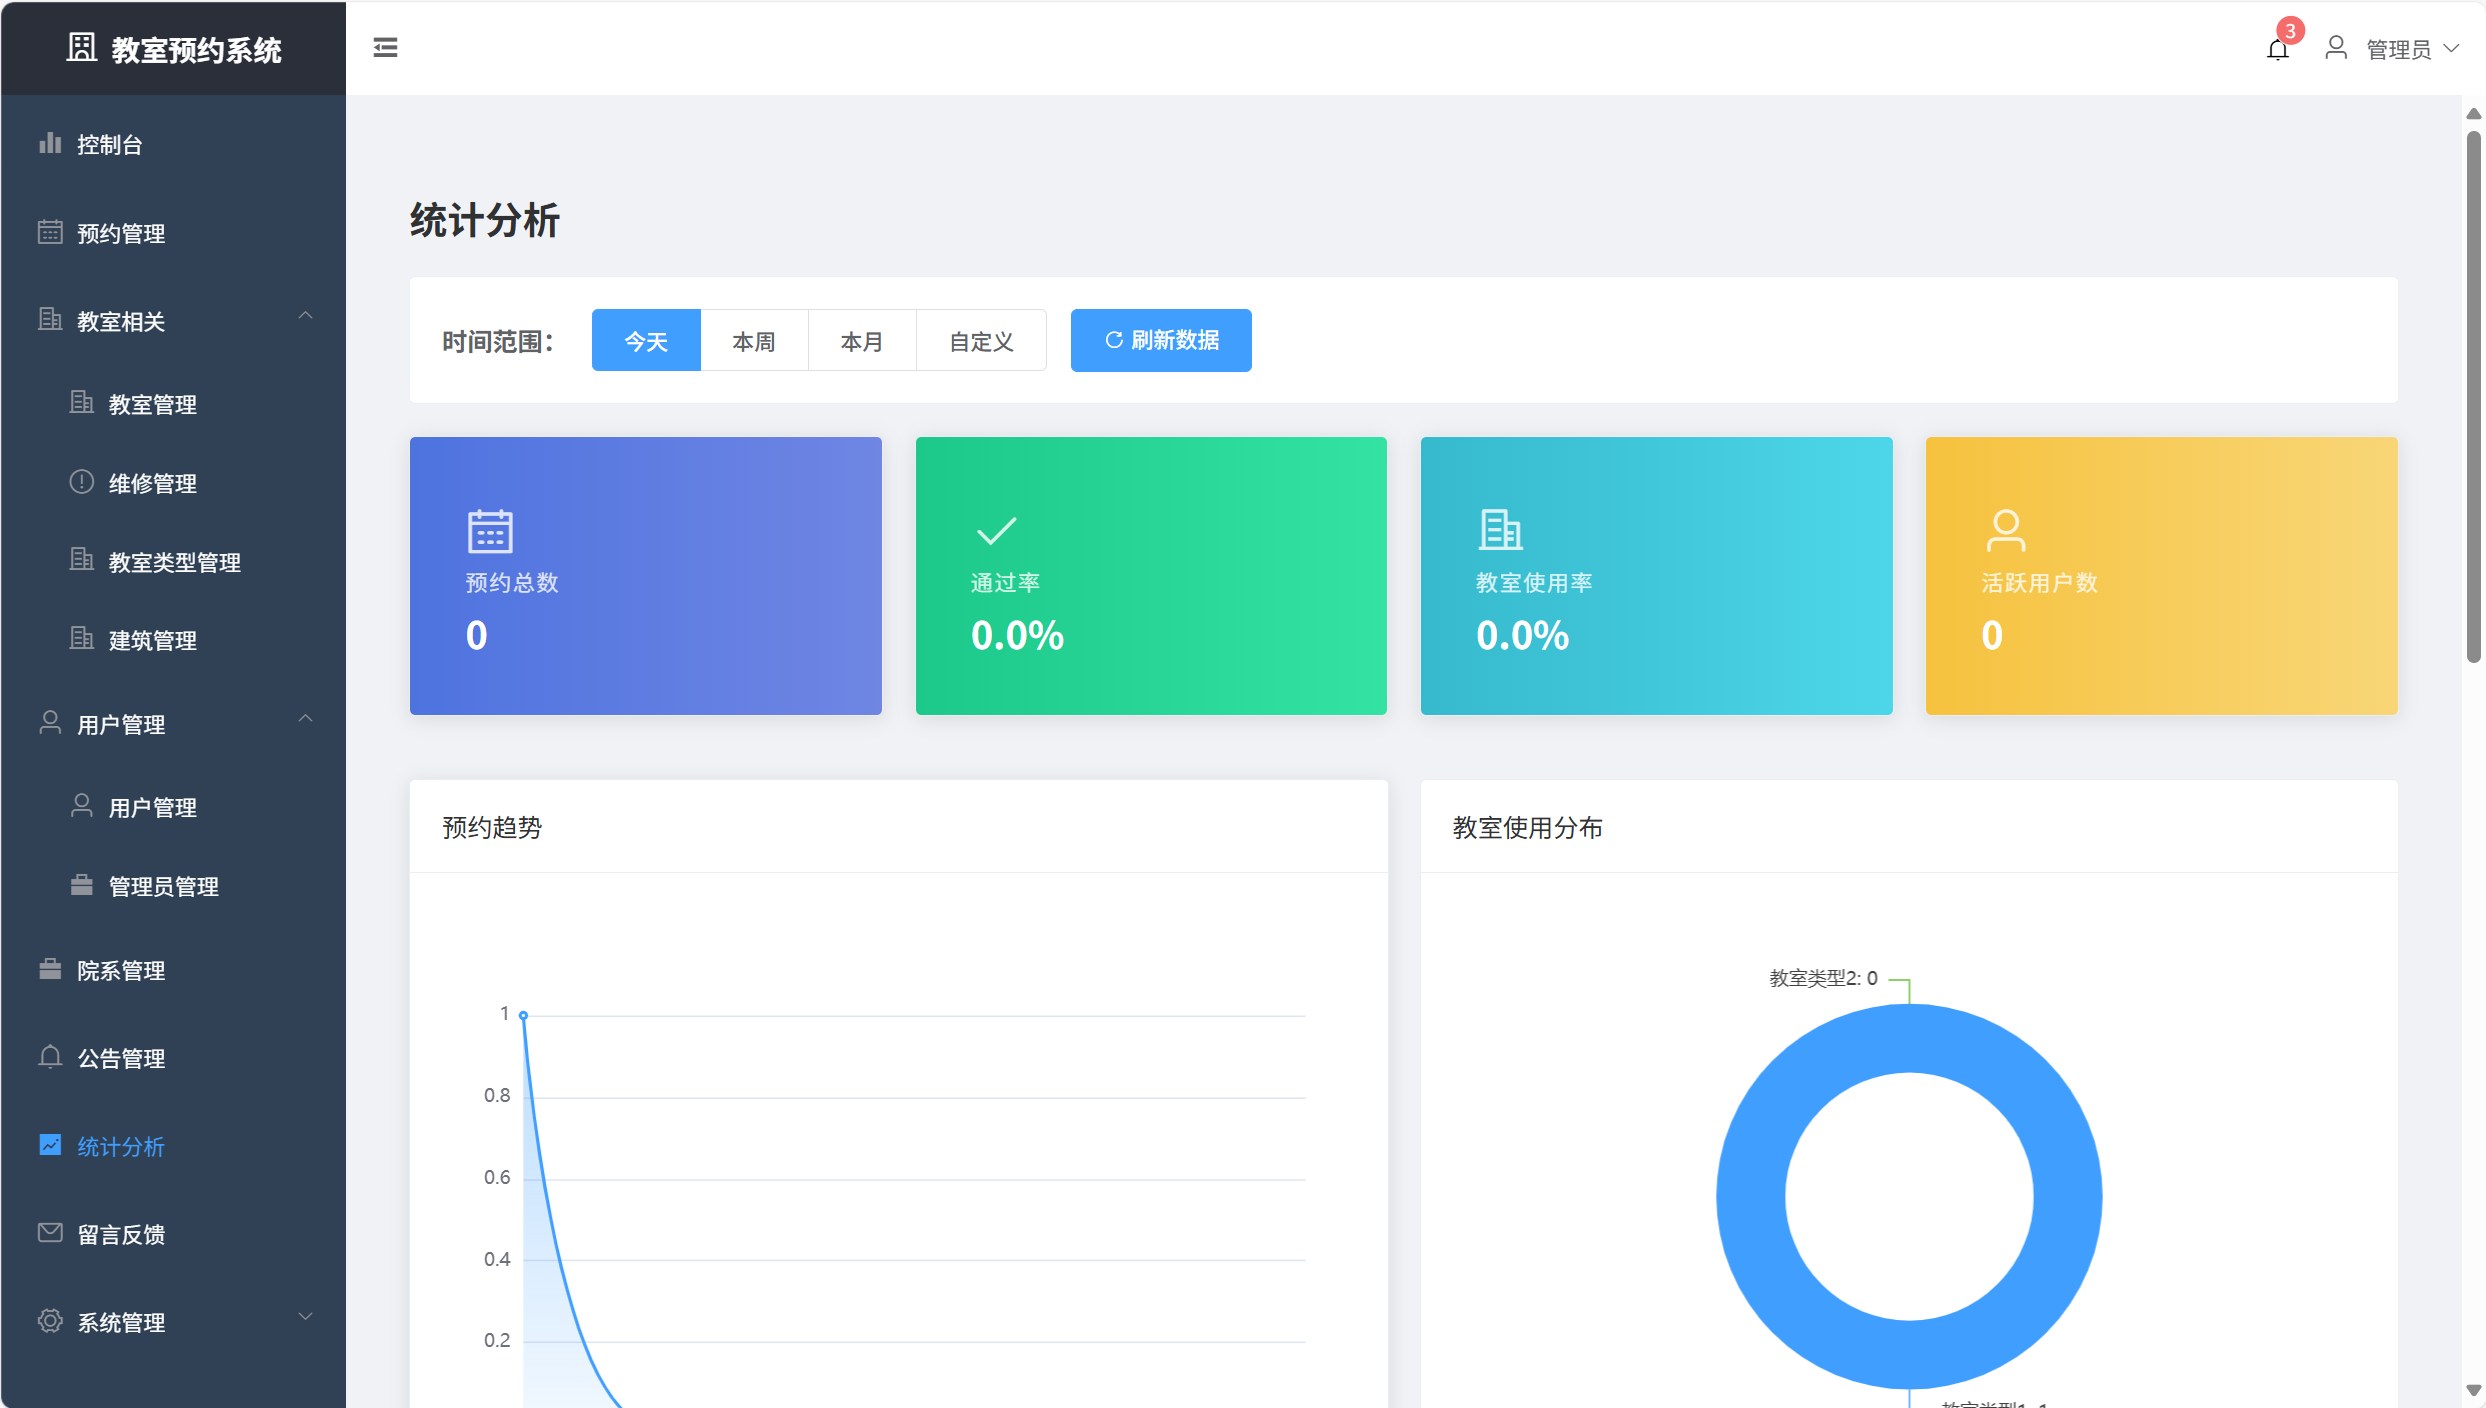 教室预约系统
3
管理员
控制台
预约管理
教室相关
教室管理
维修管理
教室类型管理
建筑管理
用户管理
用户管理
管理员管理
院系管理
公告管理
统计分析
留言反馈
系统管理
统计分析
时间范围：
今天
本周
本月
自定义
刷新数据
预约总数
0
通过率
0.0%
教室使用率
0.0%
活跃用户数
0
预约趋势
1
0.8
0.6
0.4
0.2
教室使用分布
教室类型2: 0